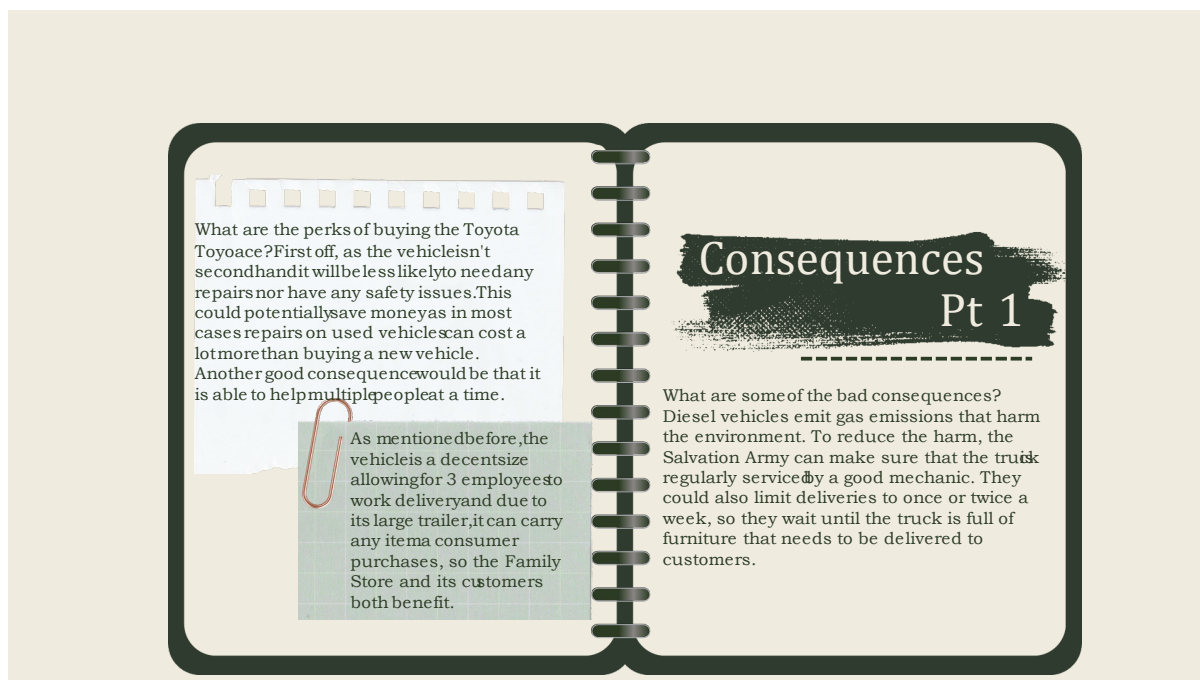 What are the perks of buying the Toyota
Toyoace? First off, as the vehicle isn't
secondhand it will be less likely to need any
repairs nor have any safety issues. This
could potentially save money as in most
cases repairs on used vehicles can cost a
lot more than buying a new vehicle.
Another good consequence would be that it
is able to help multiple people at a time.
As mentioned before, the
vehicle is a decent size
allowing for 3 employees to
work delivery and due to
its large trailer, it can carry
any item a consumer
purchases, so the Family
Store and its customers
both benefit.
Consequences
Pt 1
What are some of the bad consequences?
Diesel vehicles emit gas emissions that harm
the environment. To reduce the harm, the
Salvation Army can make sure that the truck is
regularly serviced by a good mechanic. They
could also limit deliveries to once or twice a
week, so they wait until the truck is full of
furniture that needs to be delivered to
customers.